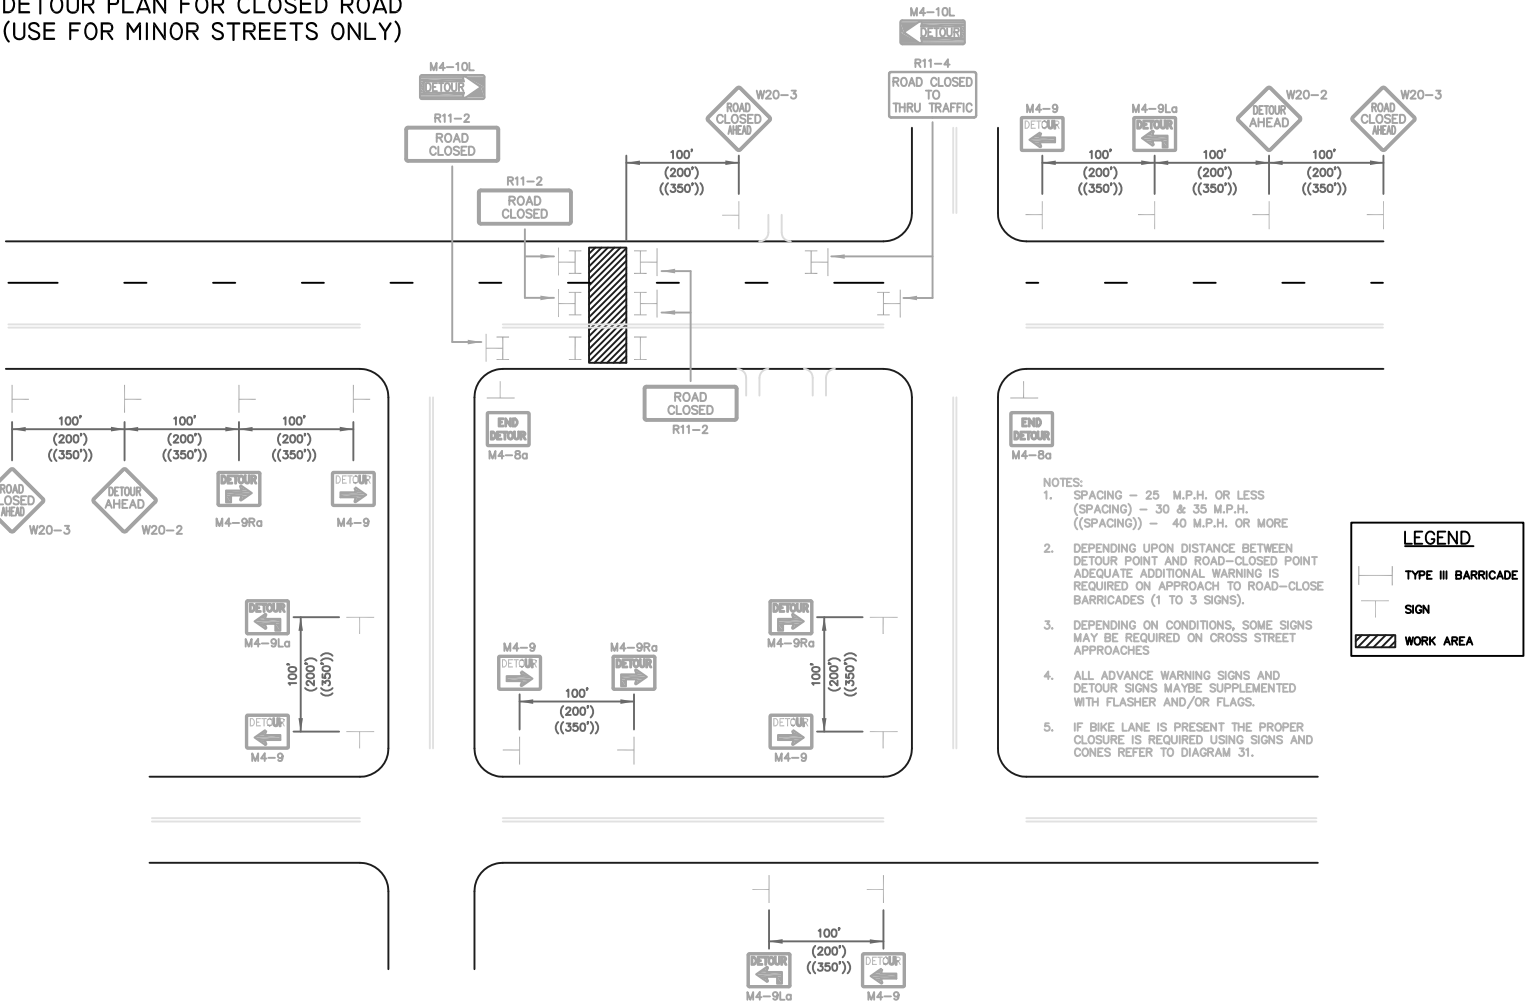 DETOUR PLAN FOR CLOSED ROAD
(USE FOR MINOR STREETS ONLY)
M4-10L
DETOUR
R11-2
ROAD
CLOSED
R11-2
ROAD
CLOSED
W20-3
ROAD
CLOSED
AHEAD
100'
(200')
((350'))
M4-10L
DETOUR
R11-4
ROAD CLOSED
TO
THRU TRAFFIC
M4-9
DETOUR
M4-9La
DETOUR
W20-2
DETOUR
AHEAD
W20-3
ROAD
CLOSED
AHEAD
100'
(200')
((350'))
100'
(200')
((350'))
100'
(200')
((350'))
100'
(200')
((350'))
100'
(200')
((350'))
100'
(200')
((350'))
ROAD
LOSED
AHEAD
W20-3
DETOUR
AHEAD
W20-2
DETOUR
M4-9Ra
DETOUR
M4-9
END
DETOUR
M4-8a
ROAD
CLOSED
R11-2
END
DETOUR
M4-8a
DETOUR
M4-9La
100'
(200')
((350'))
DETOUR
M4-9
M4-9
DETOUR
M4-9Ra
DETOUR
100'
(200')
((350'))
DETOUR
M4-9Ra
100'
(200')
((350'))
DETOUR
M4-9
NOTES:
1. SPACING - 25 M.P.H. OR LESS
(SPACING) - 30 & 35 M.P.H.
((SPACING)) - 40 M.P.H. OR MORE
2. DEPENDING UPON DISTANCE BETWEEN
DETOUR POINT AND ROAD-CLOSED POINT
ADEQUATE ADDITIONAL WARNING IS
REQUIRED ON APPROACH TO ROAD-CLOSE
BARRICADES (1 TO 3 SIGNS).
3. DEPENDING ON CONDITIONS, SOME SIGNS
MAY BE REQUIRED ON CROSS STREET
APPROACHES
4. ALL ADVANCE WARNING SIGNS AND
DETOUR SIGNS MAYBE SUPPLEMENTED
WITH FLASHER AND/OR FLAGS.
5. IF BIKE LANE IS PRESENT THE PROPER
CLOSURE IS REQUIRED USING SIGNS AND
CONES REFER TO DIAGRAM 31.
LEGEND
TYPE III BARRICADE
SIGN
WORK AREA
100'
(200')
((350'))
DETOUR
M4-9La
DETOUR
M4-9